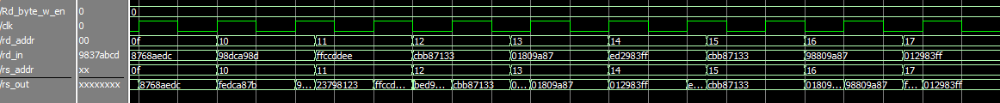 /Rd_byte_w_en 0 0
/clk 0
/rd_addr 00 0f 10 11 12 13 14 15 16 17
/rd_in 9837abcd 8768aedc 98dca98d ffccddee cbb87133 01809a87 ed2983ff cbb87133 98809a87 012983ff
/rs_addr xx 0f 10 11 12 13 14 15 16 17
/rs_out xxxxxxxx 8768aedc fedca87b 9... 23798123 ffccd... bed9... cbb87133 0... 01809a87 012983ff e... cbb87133 01809... 98809a87 f... 012983ff